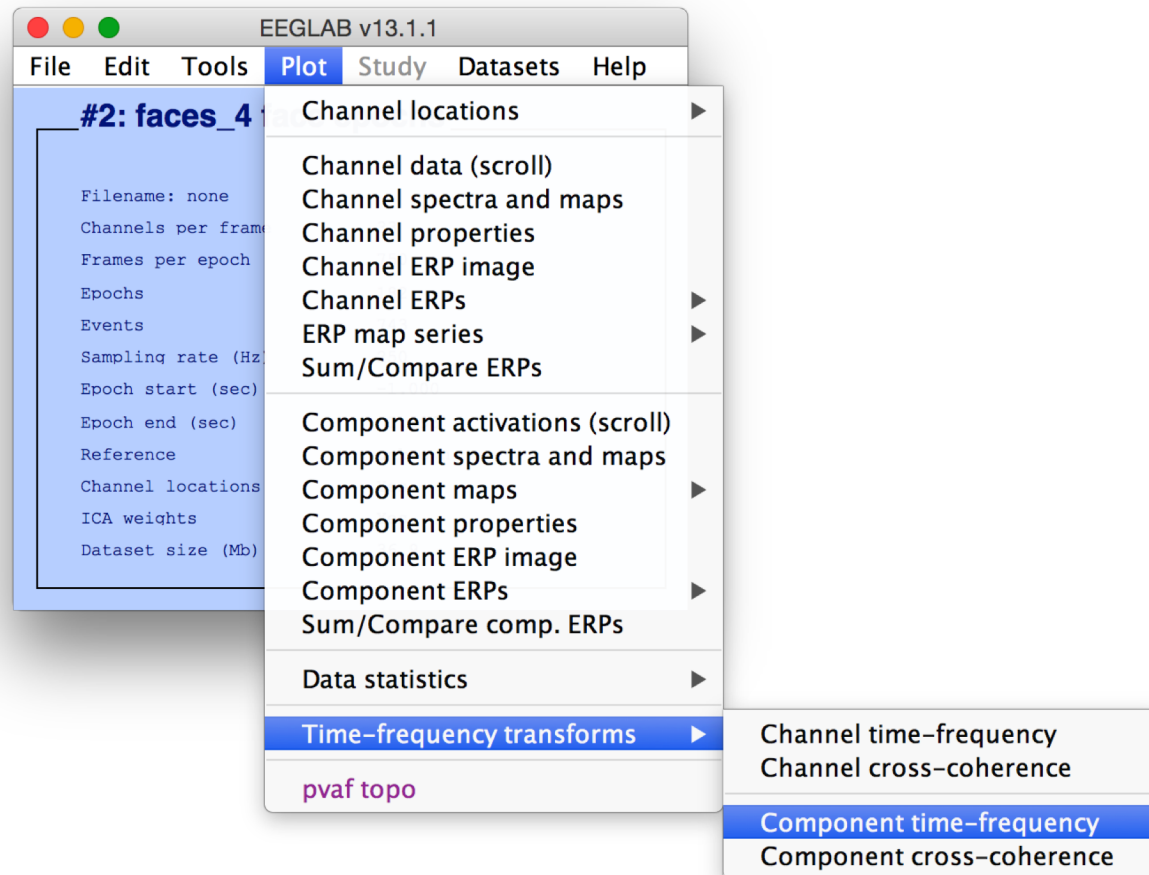 EEGLAB v13.1.1
File Edit Tools Plot Study Datasets Help
#2: faces_4
Filename: none
Channels per frame
Frames per epoch
Epochs
Events
Sampling rate (Hz)
Epoch start (sec)
Epoch end (sec)
Reference
Channel locations
ICA weights
Dataset size (Mb)
Channel locations
Channel data (scroll)
Channel spectra and maps
Channel properties
Channel ERP image
Channel ERPs
ERP map series
Sum/Compare ERPs
Component activations (scroll)
Component spectra and maps
Component maps
Component properties
Component ERP image
Component ERPs
Sum/Compare comp. ERPs
Data statistics
Time-frequency transforms
pvaf topo
Channel time-frequency
Channel cross-coherence
Component time-frequency
Component cross-coherence